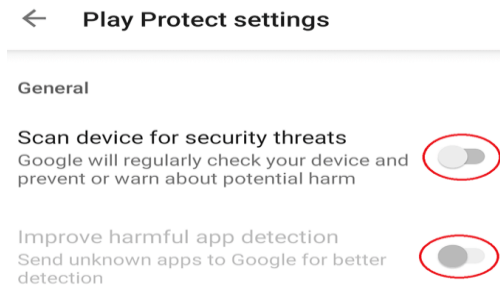 Play Protect settings
General
Scan device for security threats
Google will regularly check your device and
prevent or warn about potential harm
Improve harmful app detection
Send unknown apps to Google for better
detection